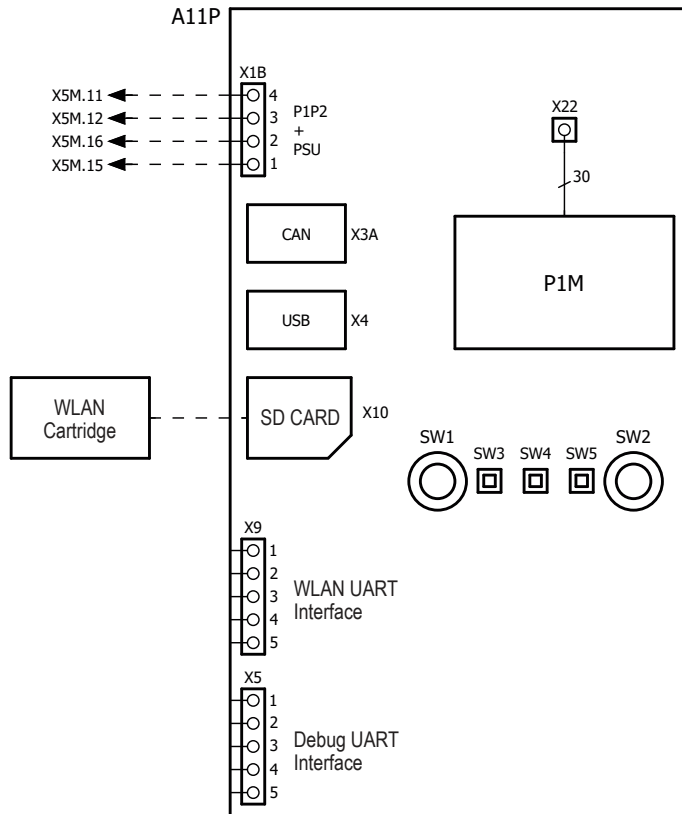 A11P
X1B
X5M.11
4
X5M.12
3
X5M.16
2
X5M.15
1
P1P2
+
PSU
X22
30
CAN
X3A
P1M
USB
X4
WLAN
Cartridge
SD CARD
X10
SW1
SW3
SW4
SW5
SW2
X9
1
2
3
4
5
WLAN UART
Interface
X5
1
2
3
4
5
Debug UART
Interface